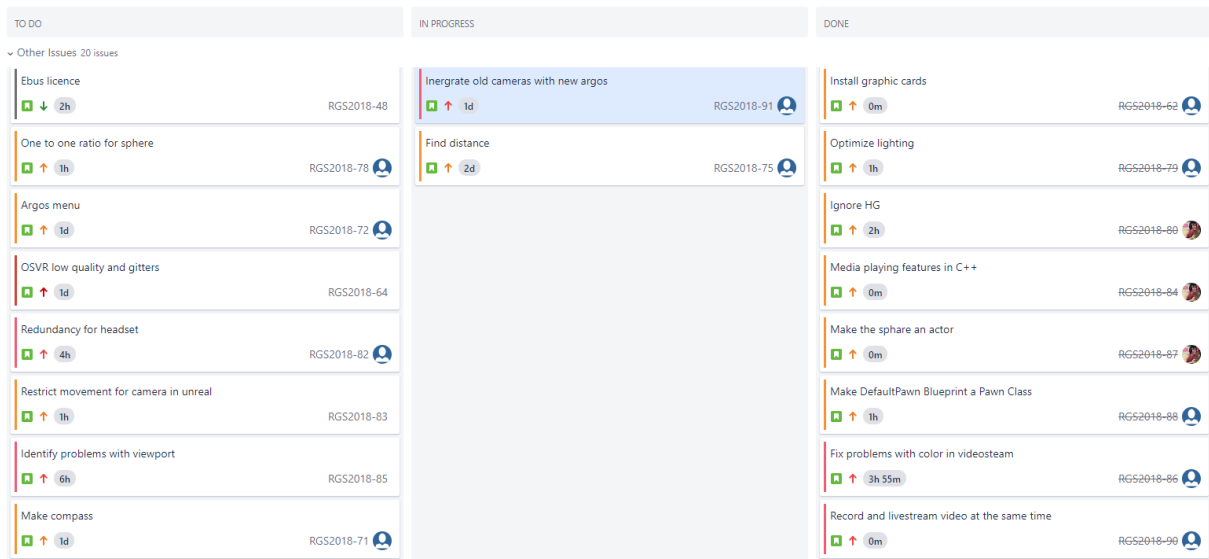 TO DO
IN PROGRESS
DONE
Other Issues 20 issues
Ebus licence
2h
RGS2018-48
One to one ratio for sphere
1h
RGS2018-78
Argos menu
1d
RGS2018-72
OSVR low quality and gitters
1d
RGS2018-64
Redundancy for headset
4h
RGS2018-82
Restrict movement for camera in unreal
1h
RGS2018-83
Identify problems with viewport
6h
RGS2018-85
Make compass
1d
RGS2018-71
Inergrate old cameras with new argos
1d
RGS2018-91
Find distance
2d
RGS2018-75
Install graphic cards
0m
RGS2018-62
Optimize lighting
1h
RGS2018-79
Ignore HG
2h
RGS2018-80
Media playing features in C++
0m
RGS2018-84
Make the sphare an actor
0m
RGS2018-87
Make DefaultPawn Blueprint a Pawn Class
1h
RGS2018-88
Fix problems with color in videosteam
3h 55m
RGS2018-86
Record and livestream video at the same time
0m
RGS2018-90